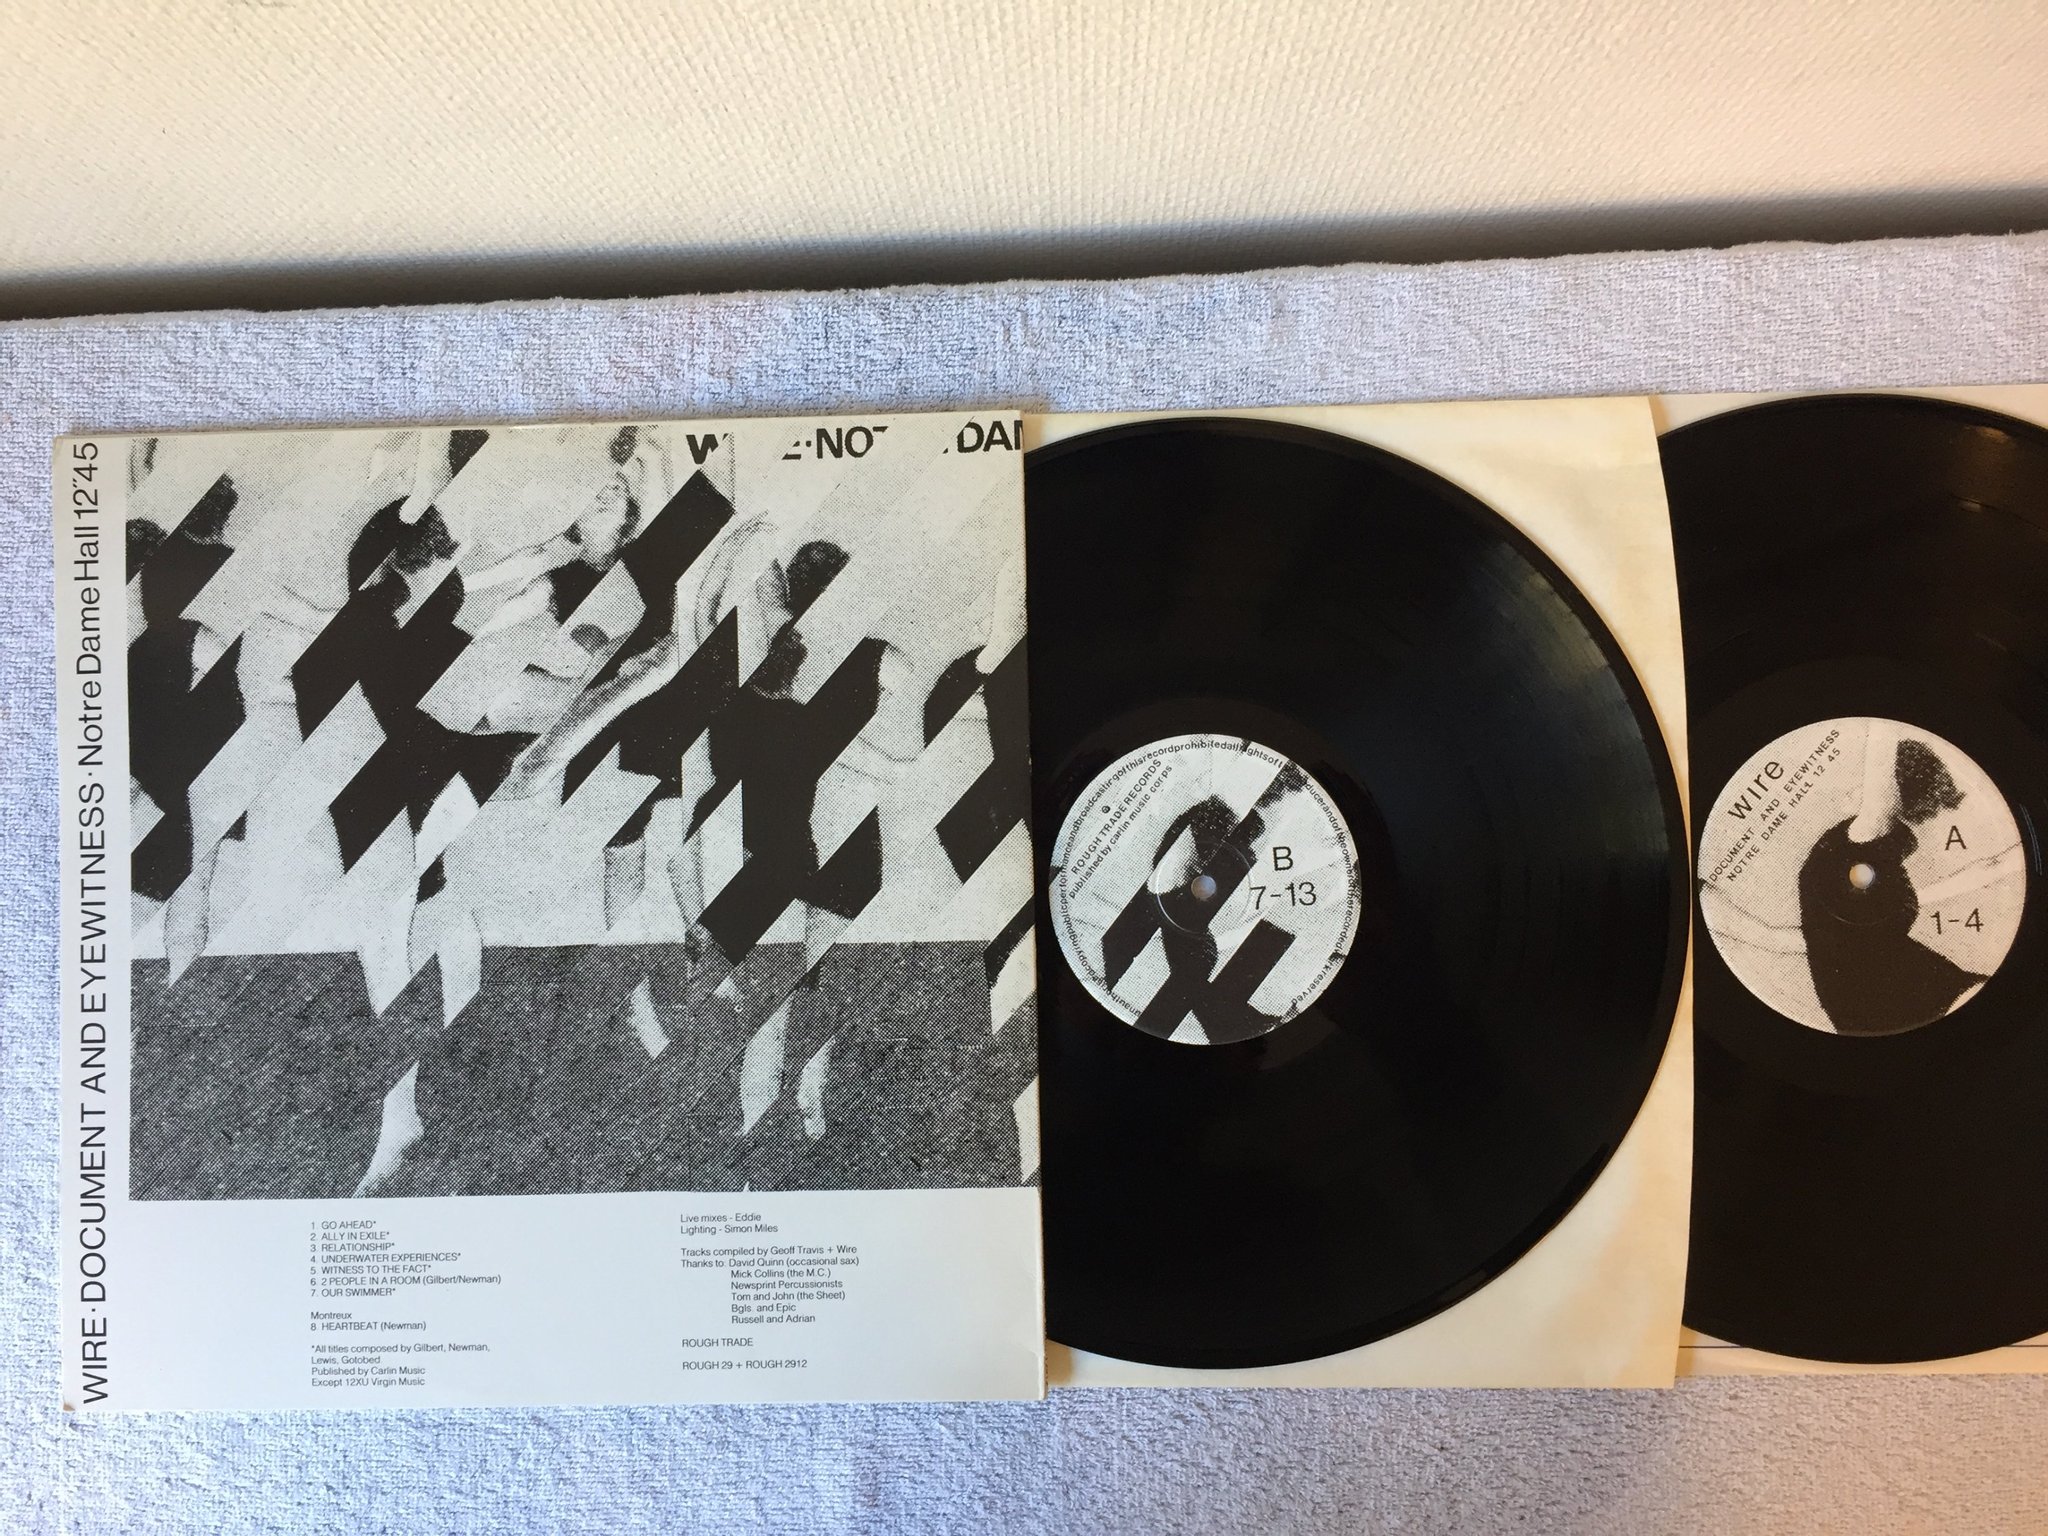 WIRE·DOCUMENT AND EYEWITNESS·Notre Dame Hall 12"45
W E·NOT DAM
1. GO AHEAD*
2. ALLY IN EXILE*
3. RELATIONSHIP*
4. UNDERWATER EXPERIENCES*
5. WITNESS TO THE FACT*
6. 2 PEOPLE IN A ROOM (Gilbert/Newman)
7. OUR SWIMMER*
Montreux
8. HEARTBEAT (Newman)
*All titles composed by Gilbert, Newman,
Lewis, Gotobed.
Published by Carlin Music
Except 12XU Virgin Music
Live mixes - Eddie
Lighting - Simon Miles
Tracks compiled by Geoff Travis + Wire
Thanks to: David Quinn (occasional sax)
Mick Collins (the M.C.)
Newsprint Percussionists
Tom and John (the Sheet)
Bgls. and Epic
Russell and Adrian
ROUGH TRADE
ROUGH 29 + ROUGH 2912
℗
ROUGH TRADE RECORDS
published by carlin music corps
B
7-13
unauthorisedcopyingpublicperformanceandbroadcastingofthisrecordprohibitedallrightsofthe producerandoftheowneroftherecordedworkreserved
wire
DOCUMENT AND EYEWITNESS
NOTRE DAME HALL 12 45
A
1-4